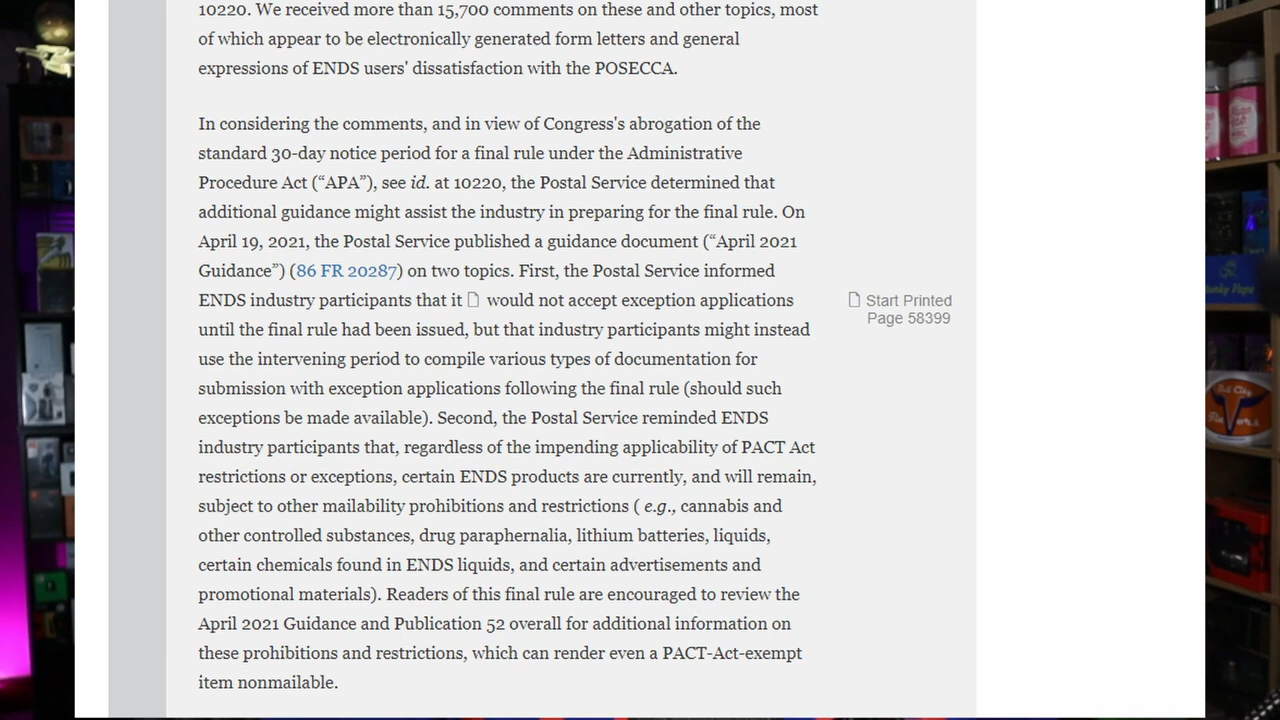 10220. We received more than 15,700 comments on these and other topics, most
of which appear to be electronically generated form letters and general
expressions of ENDS users' dissatisfaction with the POSECCA.
In considering the comments, and in view of Congress's abrogation of the
standard 30-day notice period for a final rule under the Administrative
Procedure Act (“APA”), see id. at 10220, the Postal Service determined that
additional guidance might assist the industry in preparing for the final rule. On
April 19, 2021, the Postal Service published a guidance document (“April 2021
Guidance”) (86 FR 20287) on two topics. First, the Postal Service informed
ENDS industry participants that it would not accept exception applications
until the final rule had been issued, but that industry participants might instead
use the intervening period to compile various types of documentation for
submission with exception applications following the final rule (should such
exceptions be made available). Second, the Postal Service reminded ENDS
industry participants that, regardless of the impending applicability of PACT Act
restrictions or exceptions, certain ENDS products are currently, and will remain,
subject to other mailability prohibitions and restrictions ( e.g., cannabis and
other controlled substances, drug paraphernalia, lithium batteries, liquids,
certain chemicals found in ENDS liquids, and certain advertisements and
promotional materials). Readers of this final rule are encouraged to review the
April 2021 Guidance and Publication 52 overall for additional information on
these prohibitions and restrictions, which can render even a PACT-Act-exempt
item nonmailable.
Start Printed
Page 58399